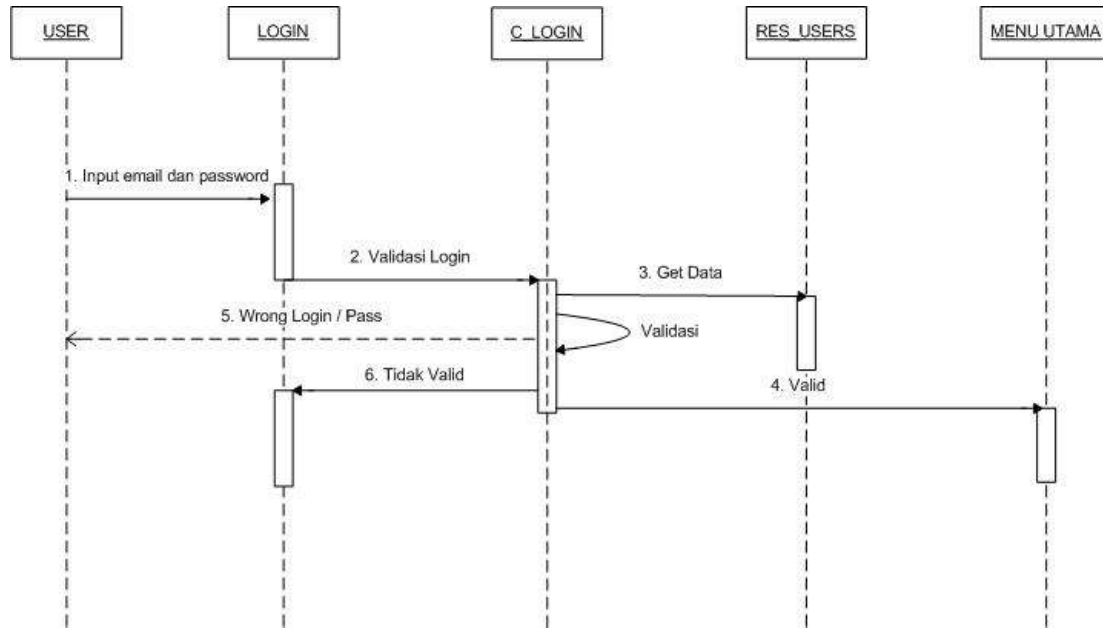 USER
LOGIN
C_LOGIN
RES_USERS
MENU UTAMA
1. Input email dan password
2. Validasi Login
3. Get Data
5. Wrong Login / Pass
Validasi
6. Tidak Valid
4. Valid